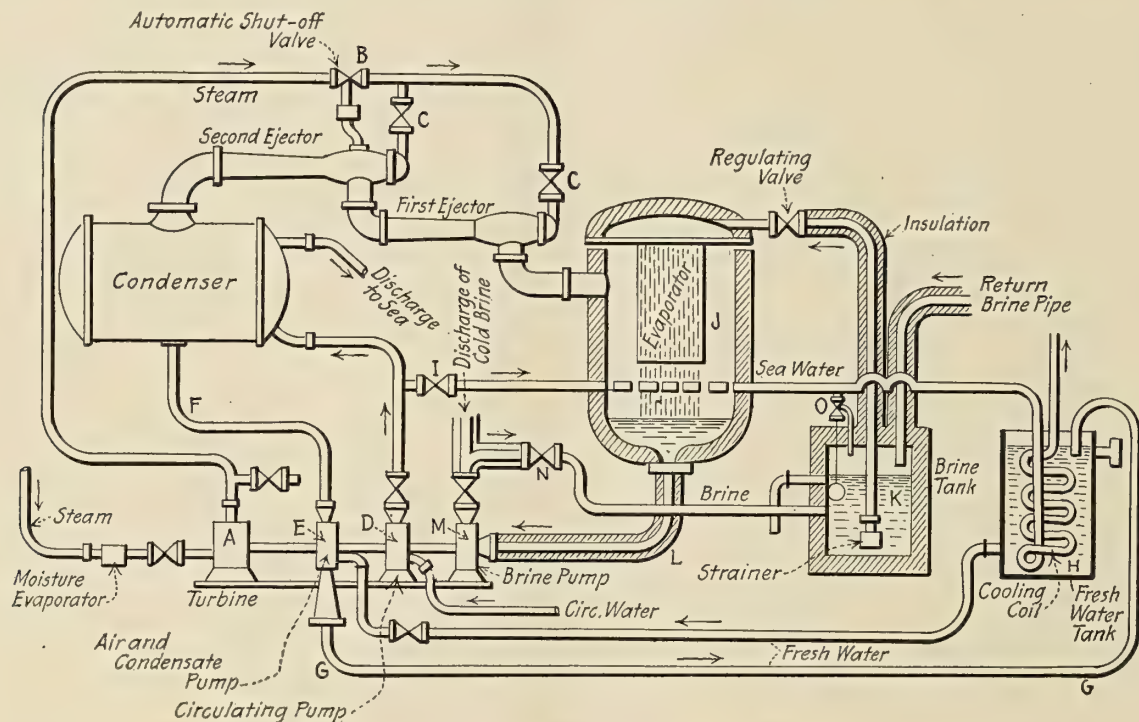 Automatic Shut-off
Valve
B
Steam
C
Second Ejector
C
First Ejector
Regulating
Valve
Insulation
Condenser
Discharge
to Sea
Discharge of
Cold Brine
Evaporator
J
Return
Brine Pipe
I
Sea Water
O
F
N
Brine
K
Brine
Tank
Steam
A
E
D
M
L
H
Moisture
Evaporator
Turbine
Brine Pump
Strainer
Cooling
Coil
Fresh
Water
Tank
Circ. Water
Air and
Condensate
Pump
G
Fresh Water
G
Circulating Pump